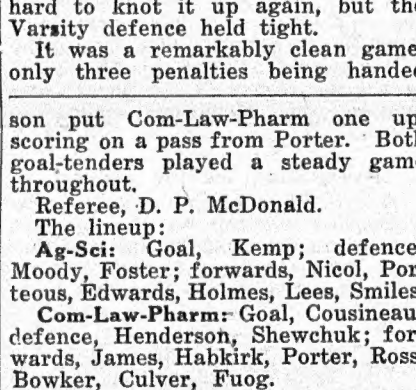 hard to knot it up again, but the
Varsity defence held tight.
It was a remarkably clean game
only three penalties being handed
son put Com-Law-Pharm one up
scoring on a pass from Porter. Both
goal-tenders played a steady game
throughout.
Referee, D. P. McDonald.
The lineup:
Ag-Sci: Goal, Kemp; defence
Moody, Foster; forwards, Nicol, Por
teous, Edwards, Holmes, Lees, Smiles
Com-Law-Pharm: Goal, Cousineau
defence, Henderson, Shewchuk; for
wards, James, Habkirk, Porter, Ross
Bowker, Culver, Fuog.